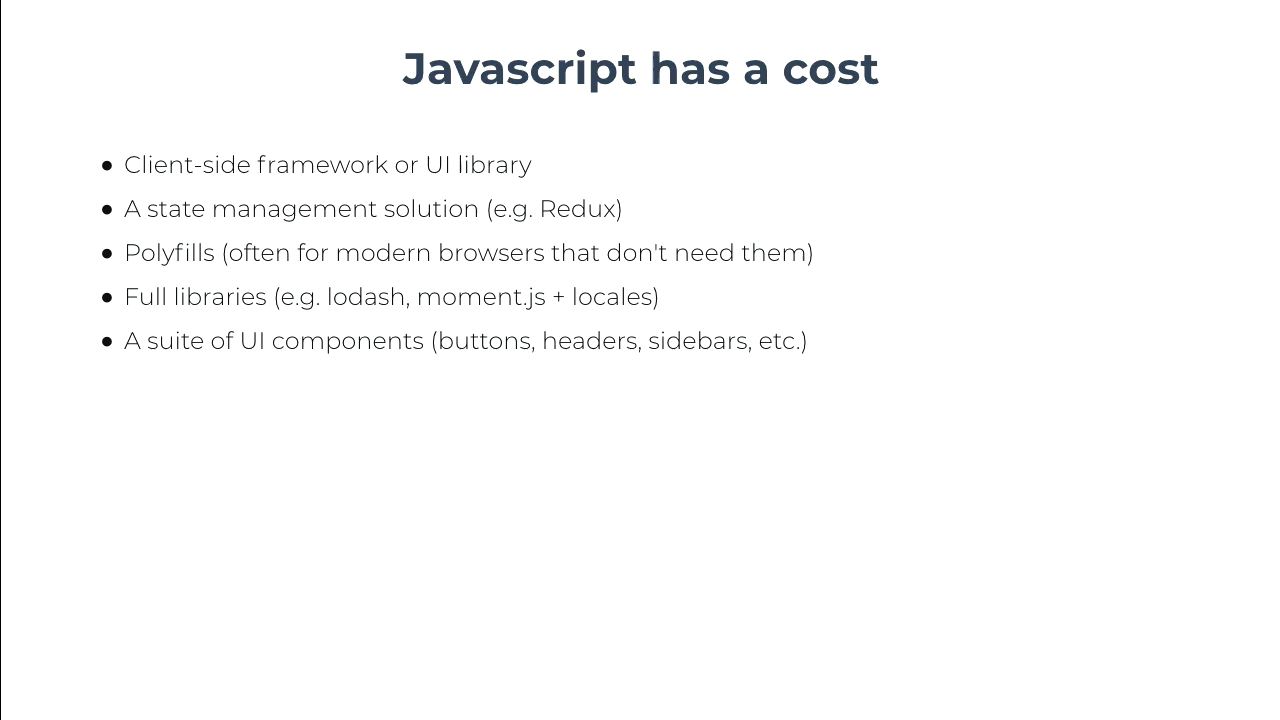 Javascript has a cost
● Client-side framework or UI library
● A state management solution (e.g. Redux)
● Polyfills (often for modern browsers that don't need them)
● Full libraries (e.g. lodash, moment.js + locales)
● A suite of UI components (buttons, headers, sidebars, etc.)